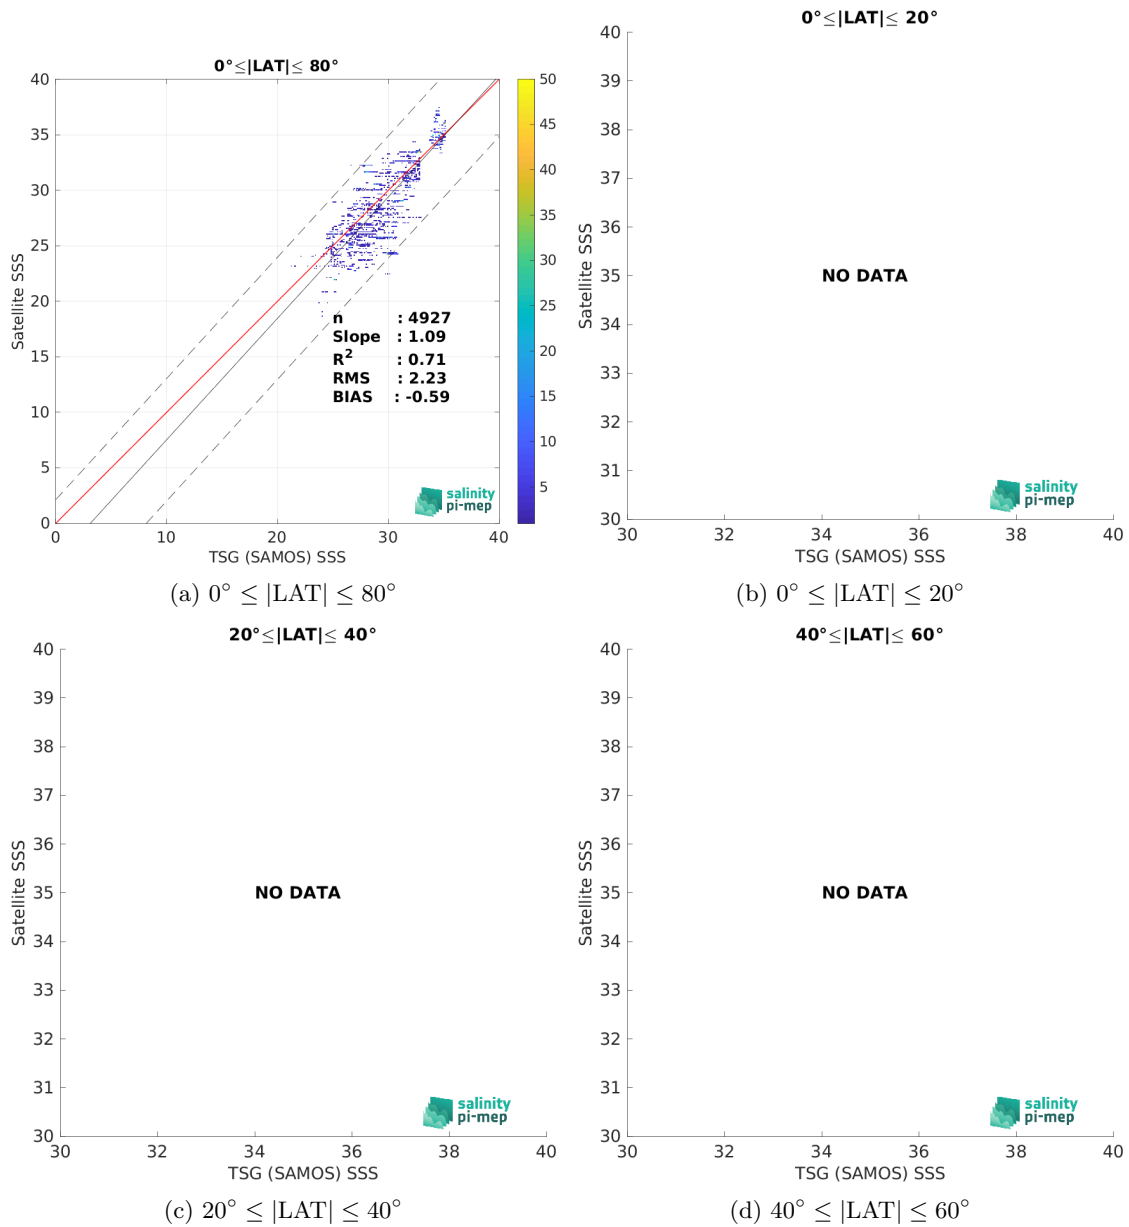 0°≤|LAT|≤ 80°
40
35
30
25
20
15
10
5
0
Satellite SSS
0
10
20
30
40
TSG (SAMOS) SSS
n : 4927
Slope : 1.09
R² : 0.71
RMS : 2.23
BIAS : -0.59
salinity
pi-mep
50
45
40
35
30
25
20
15
10
5
(a) 0° ≤ |LAT| ≤ 80°
0°≤|LAT|≤ 20°
40
39
38
37
36
35
34
33
32
31
30
Satellite SSS
NO DATA
salinity
pi-mep
30
32
34
36
38
40
TSG (SAMOS) SSS
(b) 0° ≤ |LAT| ≤ 20°
20°≤|LAT|≤ 40°
40
39
38
37
36
35
34
33
32
31
30
Satellite SSS
NO DATA
salinity
pi-mep
30
32
34
36
38
40
TSG (SAMOS) SSS
(c) 20° ≤ |LAT| ≤ 40°
40°≤|LAT|≤ 60°
40
39
38
37
36
35
34
33
32
31
30
Satellite SSS
NO DATA
salinity
pi-mep
30
32
34
36
38
40
TSG (SAMOS) SSS
(d) 40° ≤ |LAT| ≤ 60°